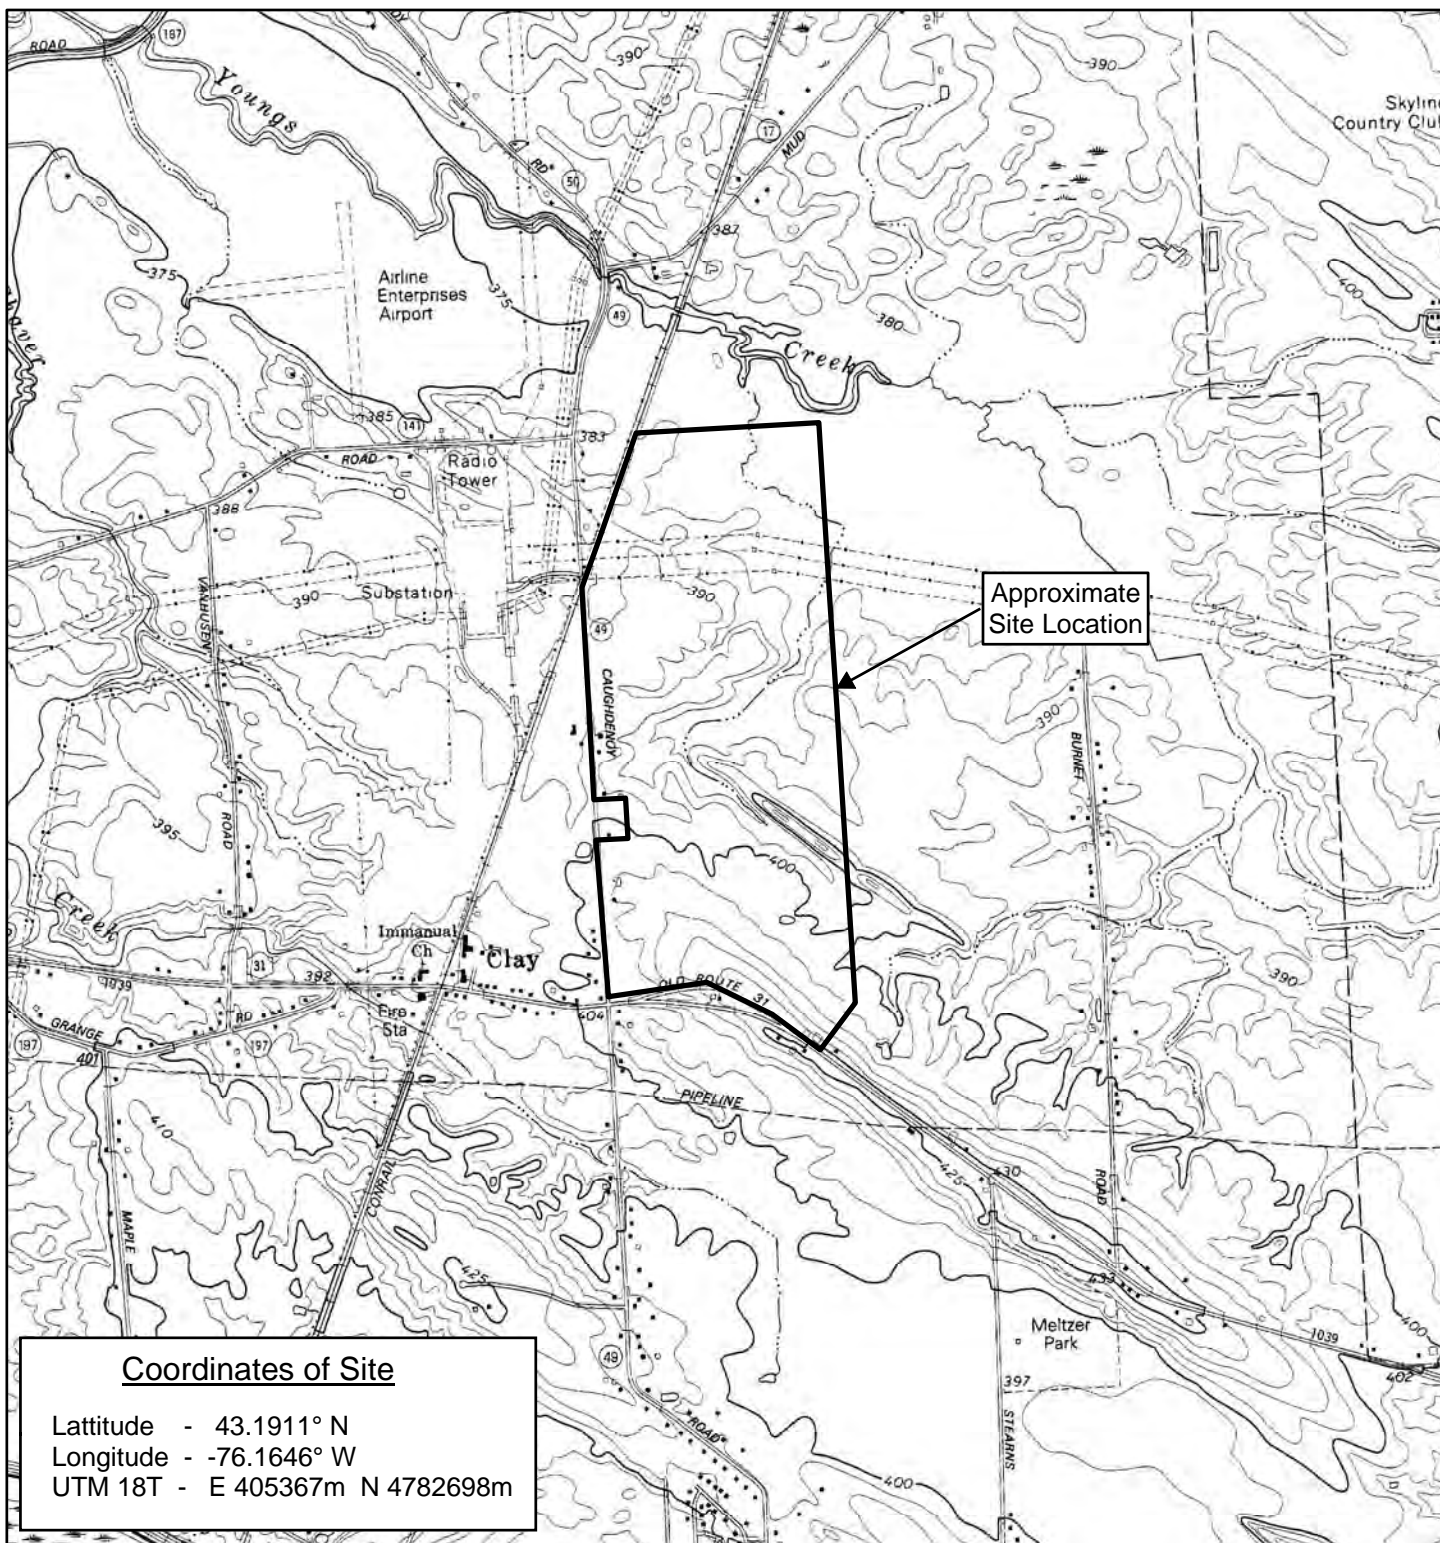 ROAD
187
Youngs
390
390
Skyline
Country Club
17
MUD
RD
50
387
375
Airline
Enterprises
Airport
375
49
400
380
Creek
385
141
383
ROAD
Radio
Tower
388
VANHUSEN
390
Substation
390
Approximate
Site Location
49
CAUGHDENOY
390
BURNET
395
ROAD
400
Creek
Immanual
Ch
Clay
31
392
1039
OLD ROUTE 31
390
GRANGE
RD
Fire
Sta
404
187
401
197
PIPELINE
410
425
430
MAPLE
CONRAIL
ROAD
425
433
Meltzer
Park
1039
400
402
49
397
ROAD
STEARNS
400
Coordinates of Site
Lattitude - 43.1911° N
Longitude - -76.1646° W
UTM 18T - E 405367m N 4782698m